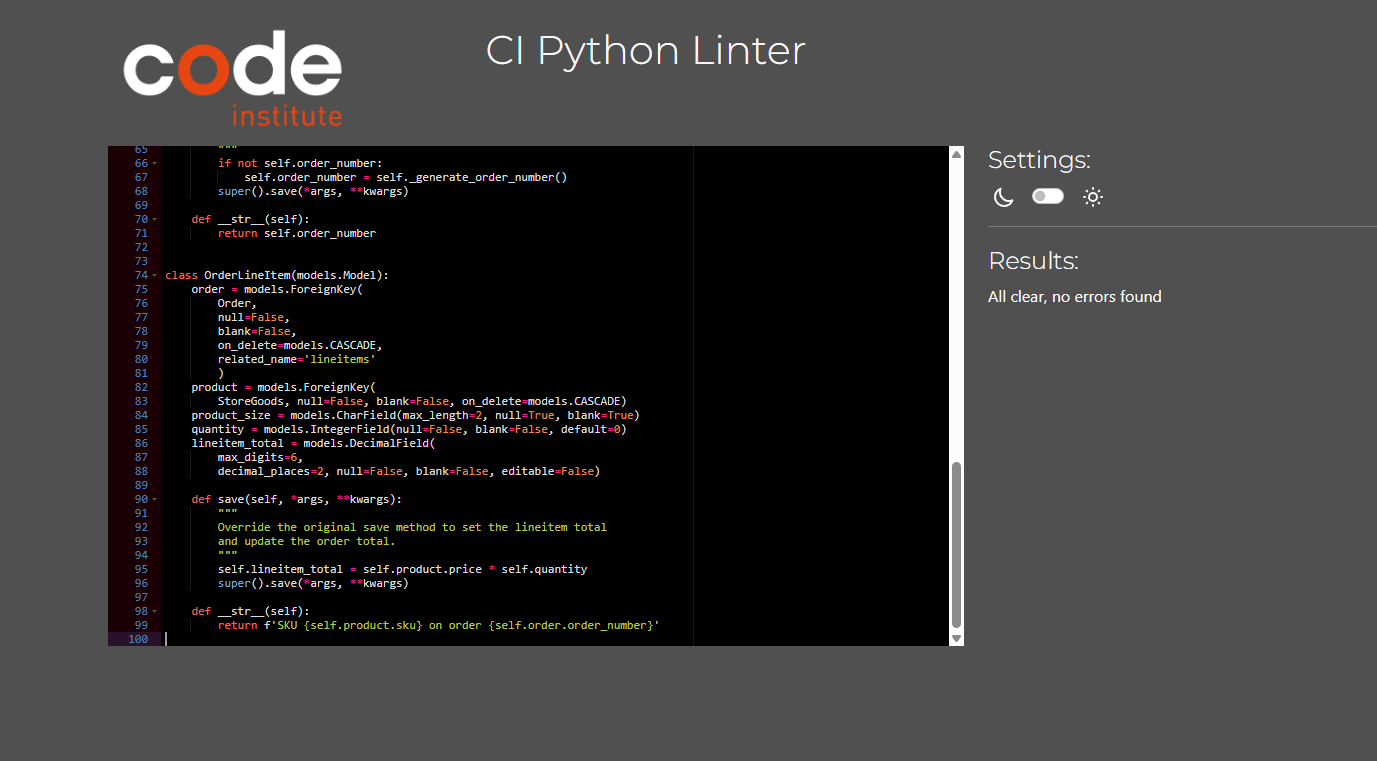 code
institute
CI Python Linter
65 """
66 if not self.order_number:
67 self.order_number = self._generate_order_number()
68 super().save(*args, **kwargs)
69
70 def __str__(self):
71 return self.order_number
72
73
74 class OrderLineItem(models.Model):
75 order = models.ForeignKey(
76 Order,
77 null=False,
78 blank=False,
79 on_delete=models.CASCADE,
80 related_name='lineitems'
81 )
82 product = models.ForeignKey(
83 StoreGoods, null=False, blank=False, on_delete=models.CASCADE)
84 product_size = models.CharField(max_length=2, null=True, blank=True)
85 quantity = models.IntegerField(null=False, blank=False, default=0)
86 lineitem_total = models.DecimalField(
87 max_digits=6,
88 decimal_places=2, null=False, blank=False, editable=False)
89
90 def save(self, *args, **kwargs):
91 """
92 Override the original save method to set the lineitem total
93 and update the order total.
94 """
95 self.lineitem_total = self.product.price * self.quantity
96 super().save(*args, **kwargs)
97
98 def __str__(self):
99 return f'SKU {self.product.sku} on order {self.order.order_number}'
100
Settings:
Results:
All clear, no errors found